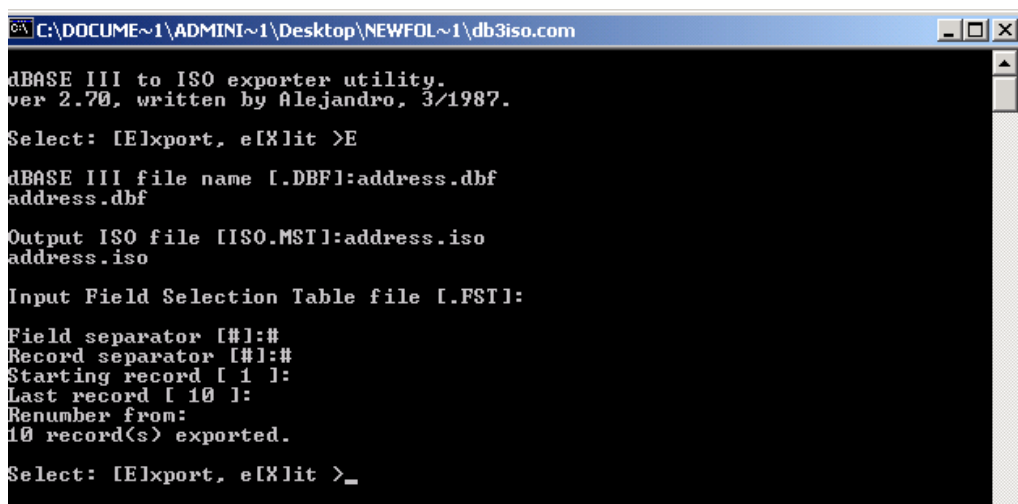 C:\DOCUME~1\ADMINI~1\Desktop\NEWFOL~1\db3iso.com
dBASE III to ISO exporter utility.
ver 2.70, written by Alejandro, 3/1987.
Select: [E]xport, e[X]it >E
dBASE III file name [.DBF]:address.dbf
address.dbf
Output ISO file [ISO.MST]:address.iso
address.iso
Input Field Selection Table file [.FST]:
Field separator [#]:#
Record separator [#]:#
Starting record [ 1 ]:
Last record [ 10 ]:
Renumber from:
10 record(s) exported.
Select: [E]xport, e[X]it >_